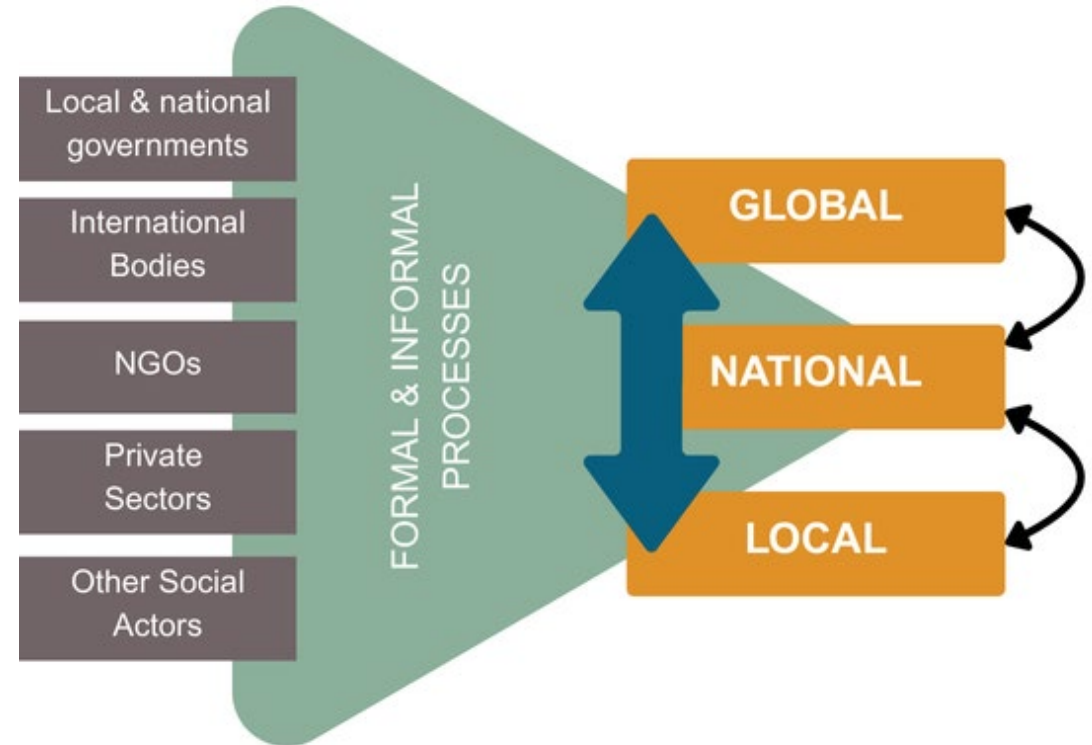 Local & national
governments
International
Bodies
NGOs
Private
Sectors
Other Social
Actors
FORMAL & INFORMAL
PROCESSES
GLOBAL
NATIONAL
LOCAL